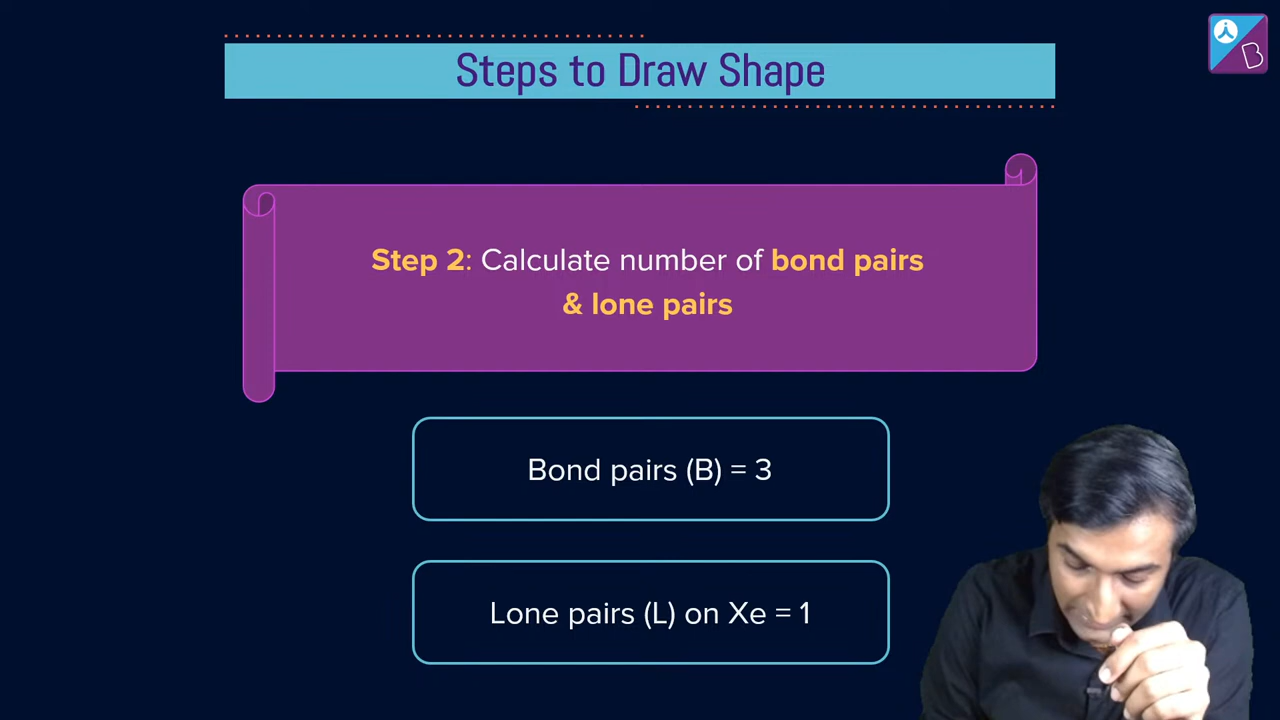 Steps to Draw Shape
B
Step 2: Calculate number of bond pairs
& lone pairs
Bond pairs (B) = 3
Lone pairs (L) on Xe = 1